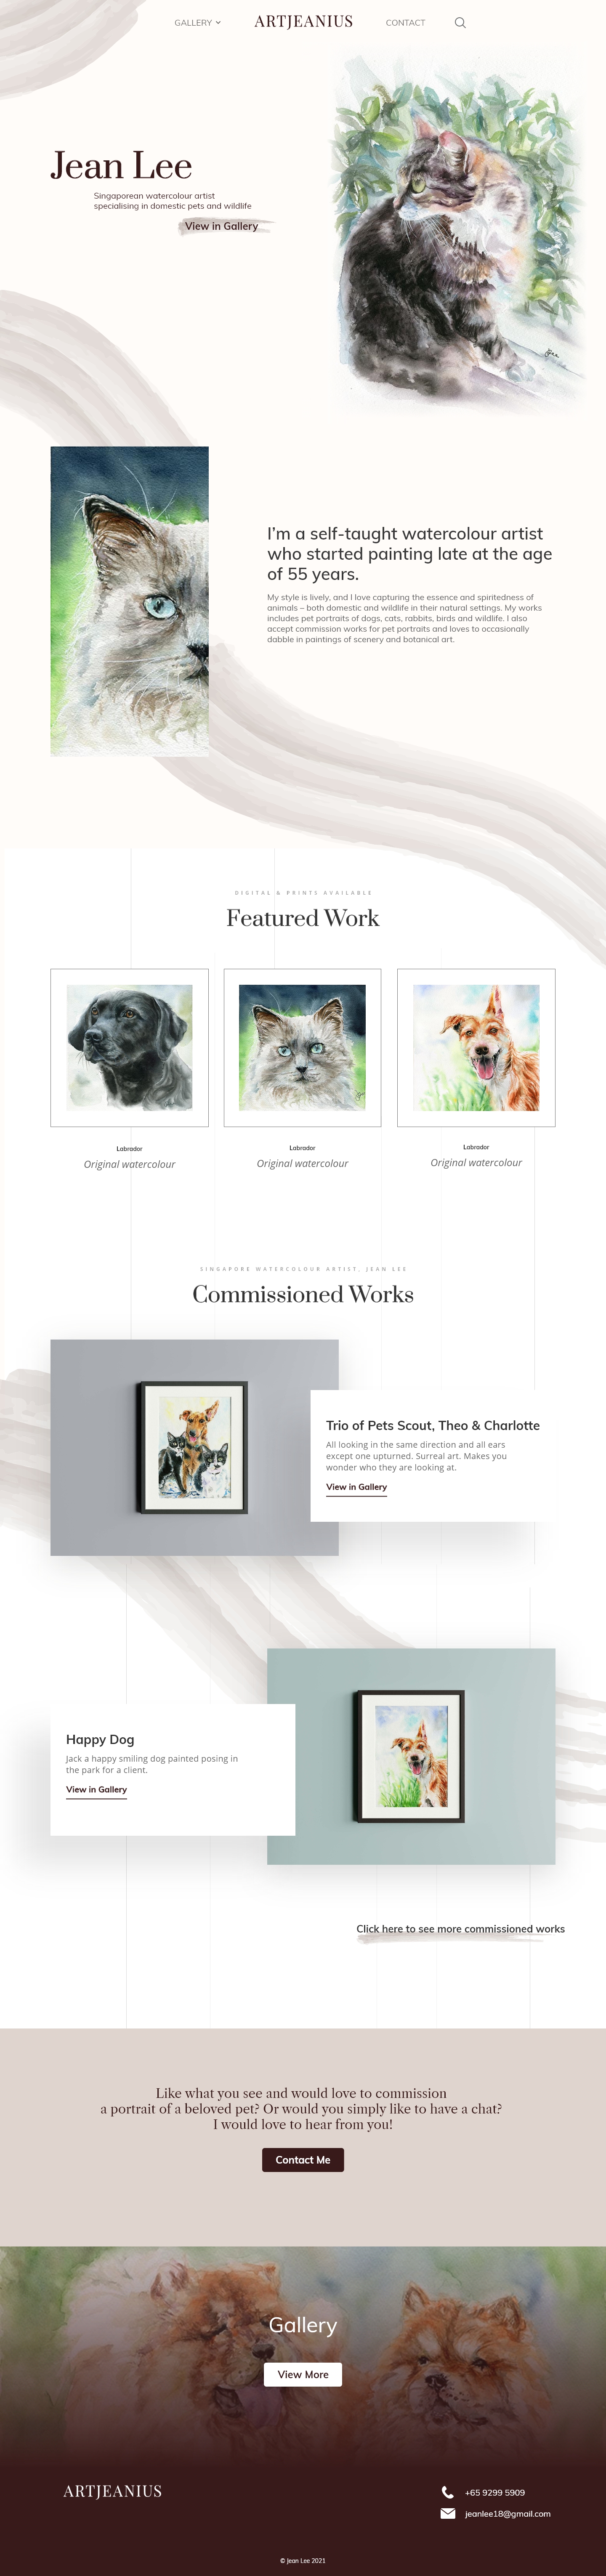 GALLERY
ARTJEANIUS
CONTACT
Jean Lee
Singaporean watercolour artist
specialising in domestic pets and wildlife
View in Gallery
I'm a self-taught watercolour artist
who started painting late at the age
of 55 years.
My style is lively, and I love capturing the essence and spiritedness of
animals – both domestic and wildlife in their natural settings. My works
includes pet portraits of dogs, cats, rabbits, birds and wildlife. I also
accept commission works for pet portraits and loves to occasionally
dabble in paintings of scenery and botanical art.
DIGITAL & PRINTS AVAILABLE
Featured Work
Labrador
Original watercolour
Labrador
Original watercolour
Labrador
Original watercolour
SINGAPORE WATERCOLOUR ARTIST, JEAN LEE
Commissioned Works
Trio of Pets Scout, Theo & Charlotte
All looking in the same direction and all ears
except one upturned. Surreal art. Makes you
wonder who they are looking at.
View in Gallery
Happy Dog
Jack a happy smiling dog painted posing in
the park for a client.
View in Gallery
Click here to see more commissioned works
Like what you see and would love to commission
a portrait of a beloved pet? Or would you simply like to have a chat?
I would love to hear from you!
Contact Me
Gallery
View More
ARTJEANIUS
+65 9299 5909
jeanlee18@gmail.com
© Jean Lee 2021